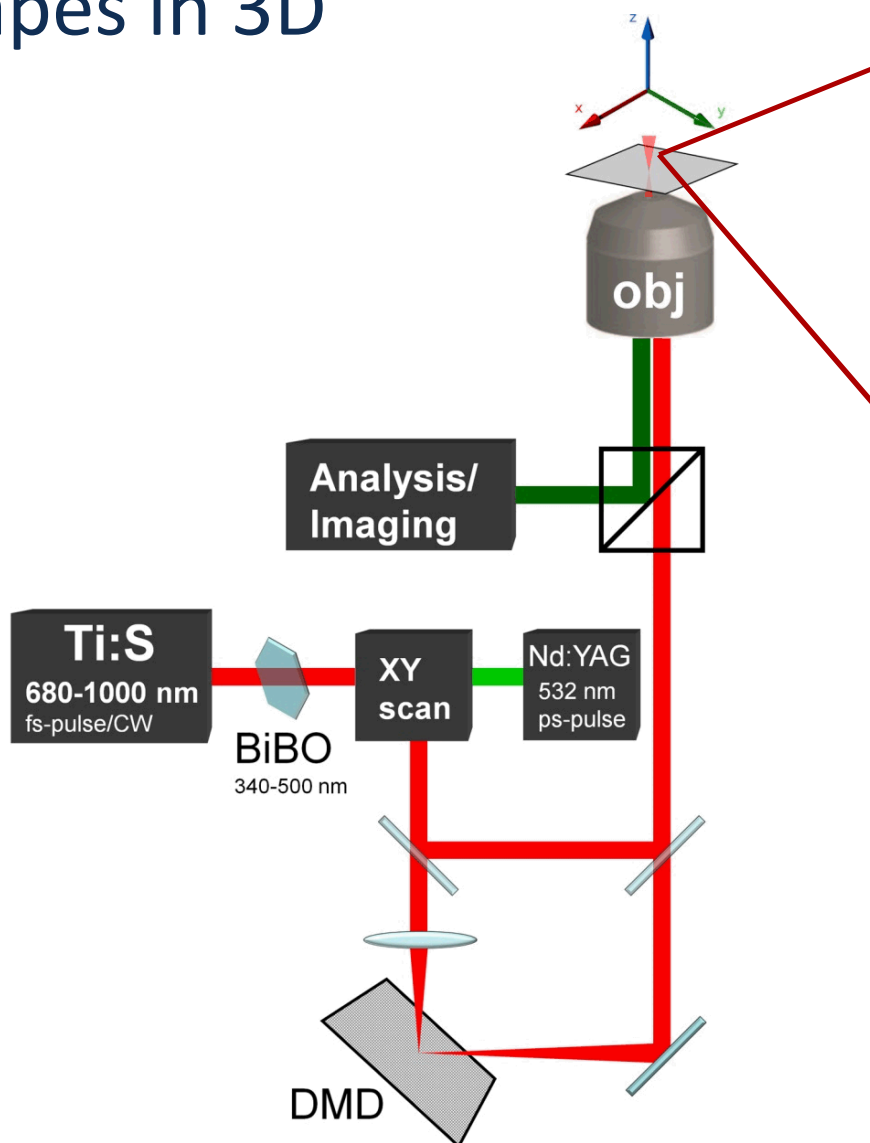 apes in 3D
z
x
y
obj
Analysis/
Imaging
Ti:S
680-1000 nm
fs-pulse/CW
BiBO
340-500 nm
XY
scan
Nd:YAG
532 nm
ps-pulse
DMD